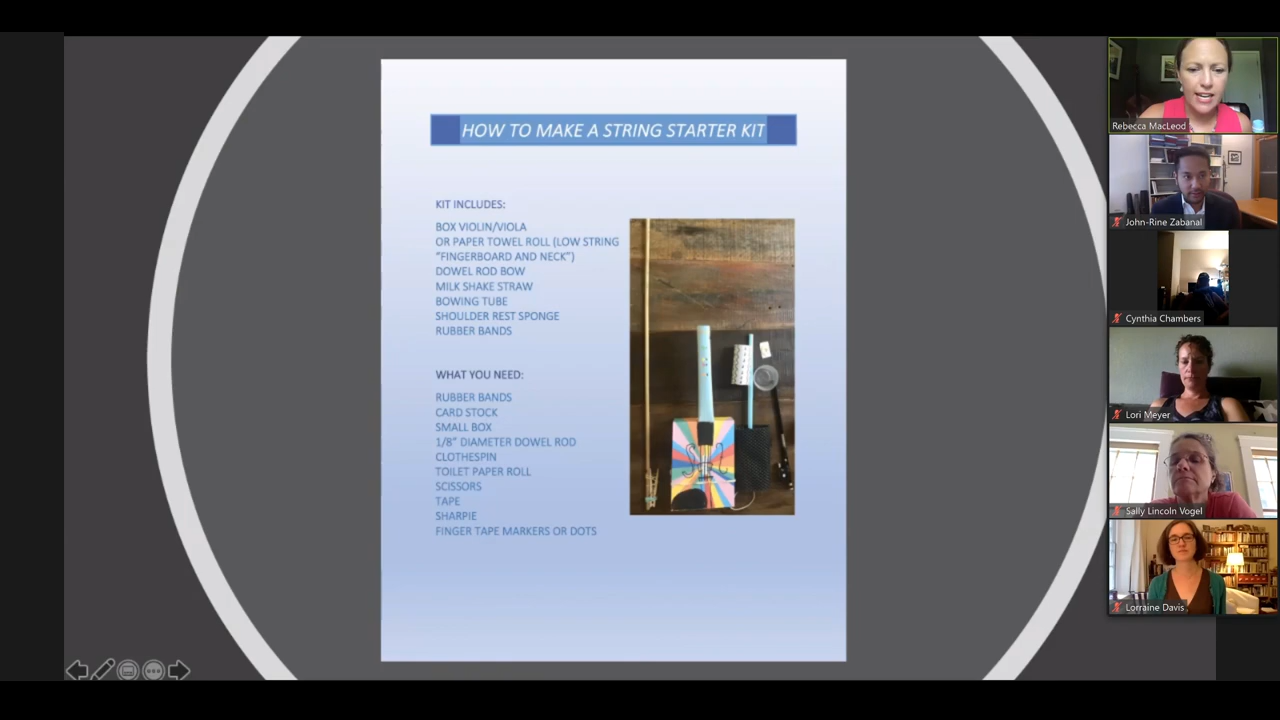 HOW TO MAKE A STRING STARTER KIT
KIT INCLUDES:
BOX VIOLIN/VIOLA
OR PAPER TOWEL ROLL (LOW STRING
"FINGERBOARD AND NECK")
DOWEL ROD BOW
MILK SHAKE STRAW
BOWING TUBE
SHOULDER REST SPONGE
RUBBER BANDS
WHAT YOU NEED:
RUBBER BANDS
CARD STOCK
SMALL BOX
1/8" DIAMETER DOWEL ROD
CLOTHESPIN
TOILET PAPER ROLL
SCISSORS
TAPE
SHARPIE
FINGER TAPE MARKERS OR DOTS
Rebecca MacLeod
John-Rine Zabanal
Cynthia Chambers
Lori Meyer
Sally Lincoln Vogel
Lorraine Davis